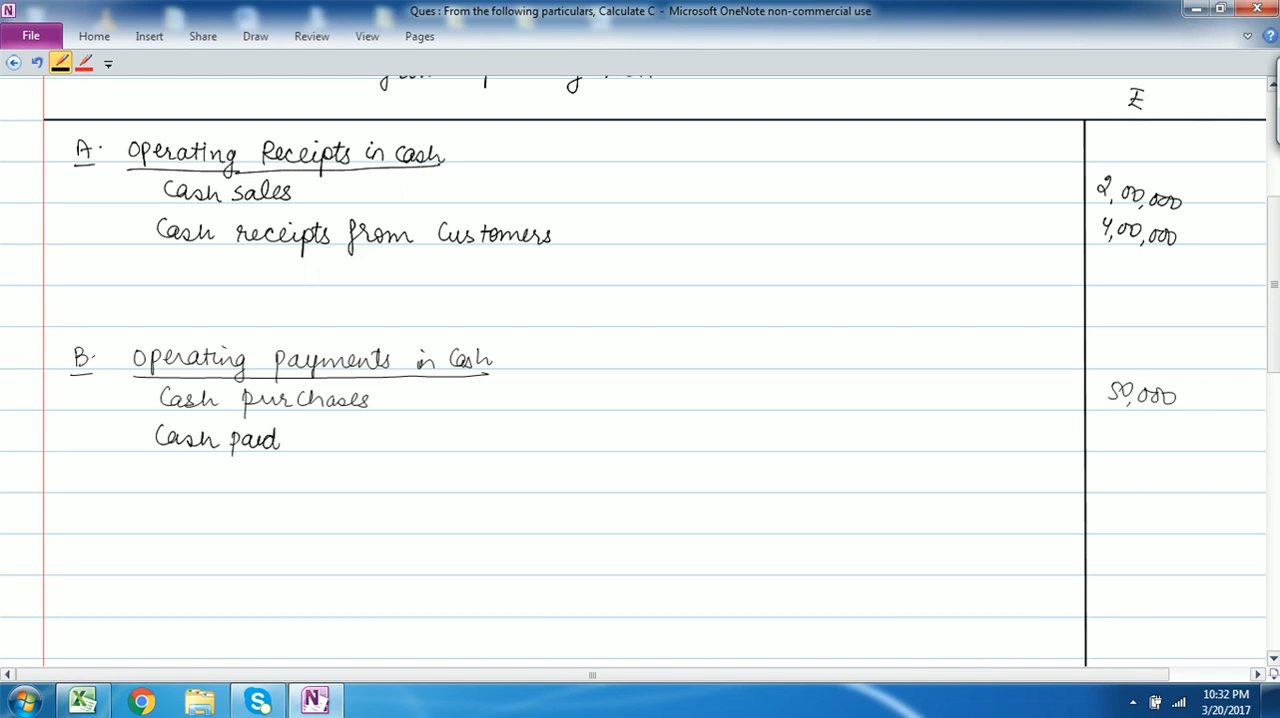 Ques : From the following particulars, Calculate C - Microsoft OneNote non-commercial use
File Home Insert Share Draw Review View Pages
₹
A. Operating Receipts in cash
Cash sales 2,00,000
Cash receipts from Customers 4,00,000
B. Operating payments in Cash
Cash purchases 50,000
Cash paid
10:32 PM
3/20/2017